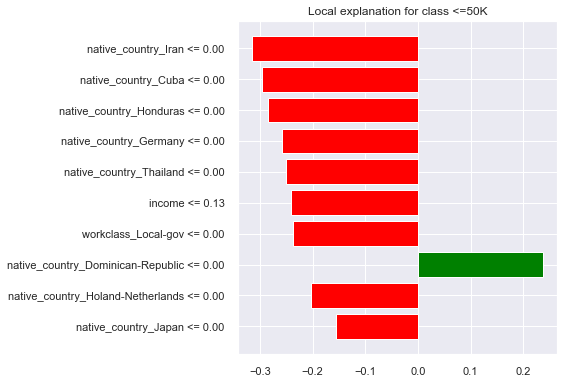 Local explanation for class <=50K
native_country_Iran <= 0.00
native_country_Cuba <= 0.00
native_country_Honduras <= 0.00
native_country_Germany <= 0.00
native_country_Thailand <= 0.00
income <= 0.13
workclass_Local-gov <= 0.00
native_country_Dominican-Republic <= 0.00
native_country_Holand-Netherlands <= 0.00
native_country_Japan <= 0.00
−0.3 −0.2 −0.1 0.0 0.1 0.2